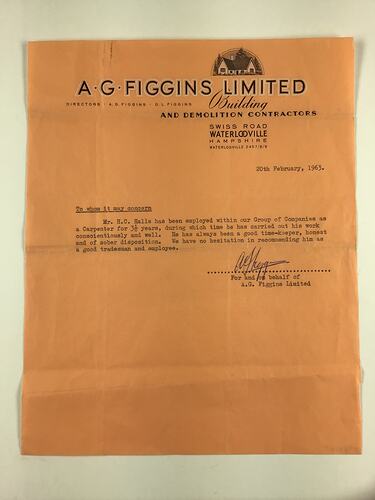 A·G·FIGGINS LIMITED
DIRECTORS · A.G. FIGGINS · G.L. FIGGINS
Building
AND DEMOLITION CONTRACTORS
SWISS ROAD
WATERLOOVILLE
HAMPSHIRE
WATERLOOVILLE 2457/8/9
20th February, 1963.
To whom it may concern
Mr. H.C. Halls has been employed within our Group of Companies as
a Carpenter for 3½ years, during which time he has carried out his work
conscientiously and well. He has always been a good time-keeper, honest
and of sober disposition. We have no hesitation in recommending him as
a good tradesman and employee.
For and on behalf of
A.G. Figgins Limited